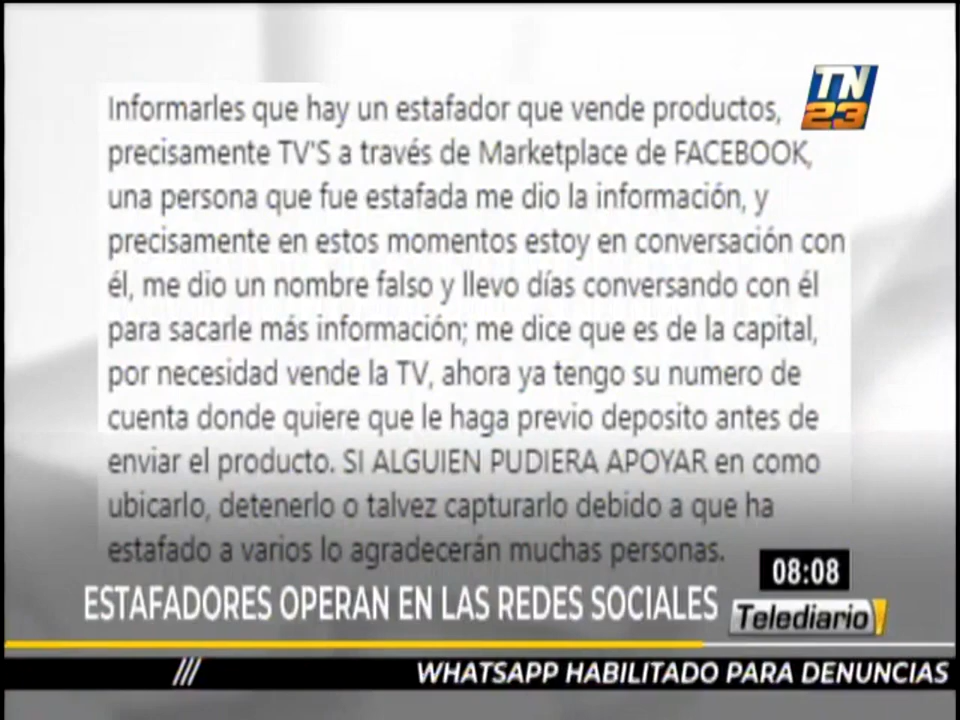 TN
23
Informarles que hay un estafador que vende productos,
precisamente TV'S a través de Marketplace de FACEBOOK,
una persona que fue estafada me dio la información, y
precisamente en estos momentos estoy en conversación con
él, me dio un nombre falso y llevo días conversando con él
para sacarle más información; me dice que es de la capital,
por necesidad vende la TV, ahora ya tengo su numero de
cuenta donde quiere que le haga previo deposito antes de
enviar el producto. SI ALGUIEN PUDIERA APOYAR en como
ubicarlo, detenerlo o talvez capturarlo debido a que ha
estafado a varios lo agradecerán muchas personas.
08:08
ESTAFADORES OPERAN EN LAS REDES SOCIALES
Telediario
WHATSAPP HABILITADO PARA DENUNCIAS